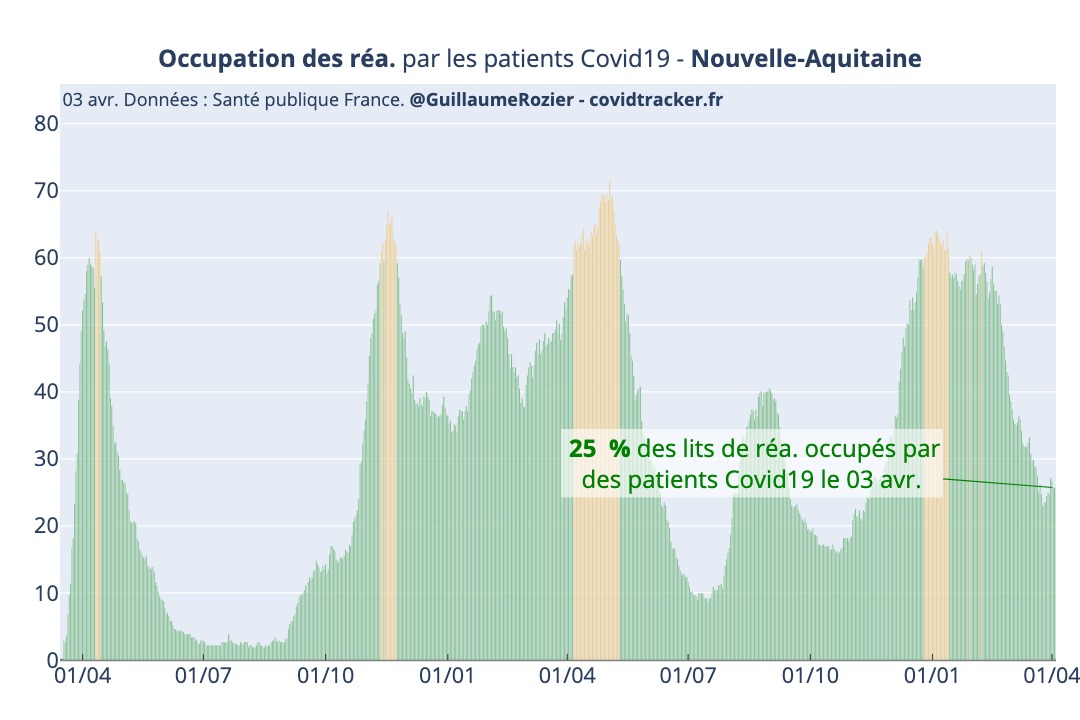 Occupation des réa. par les patients Covid19 - Nouvelle-Aquitaine
03 avr. Données : Santé publique France. @GuillaumeRozier - covidtracker.fr
80
70
60
50
40
30
20
10
0
25 % des lits de réa. occupés par
des patients Covid19 le 03 avr.
01/04 01/07 01/10 01/01 01/04 01/07 01/10 01/01 01/04